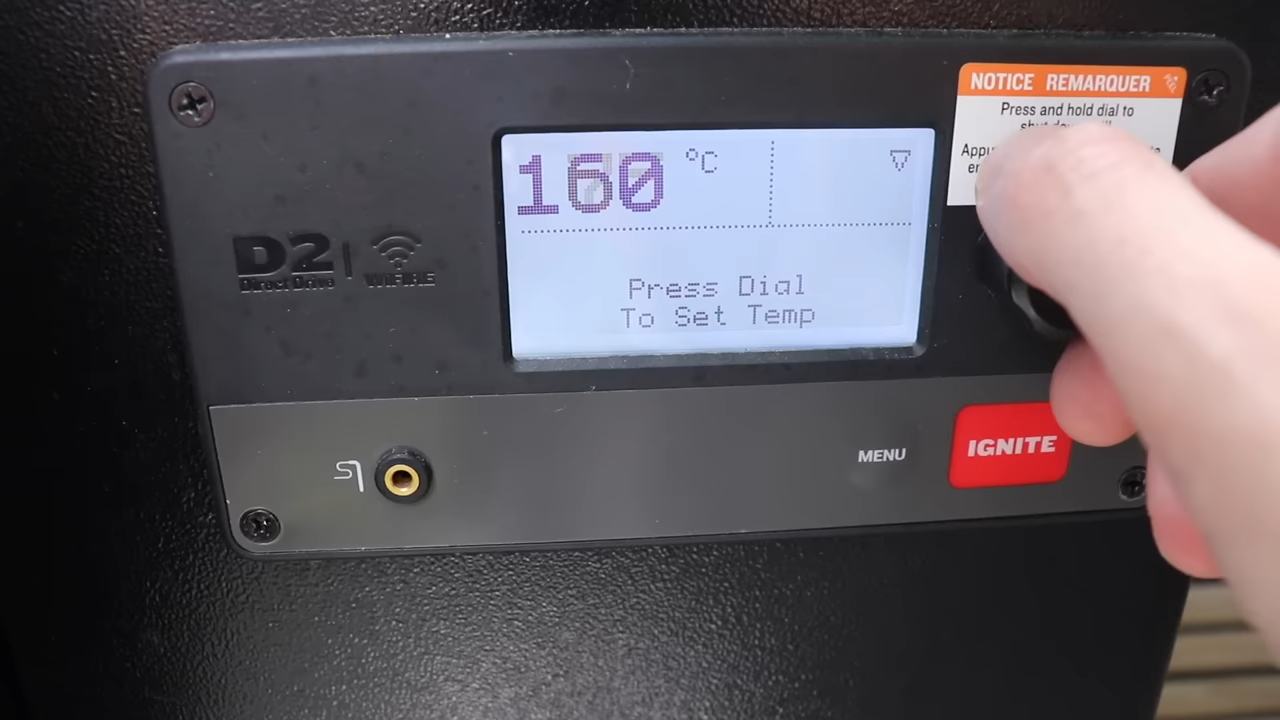 NOTICE REMARQUER
Press and hold dial to
160 °C
Press Dial
To Set Temp
D2
Direct Drive
WiFIRE
MENU
IGNITE